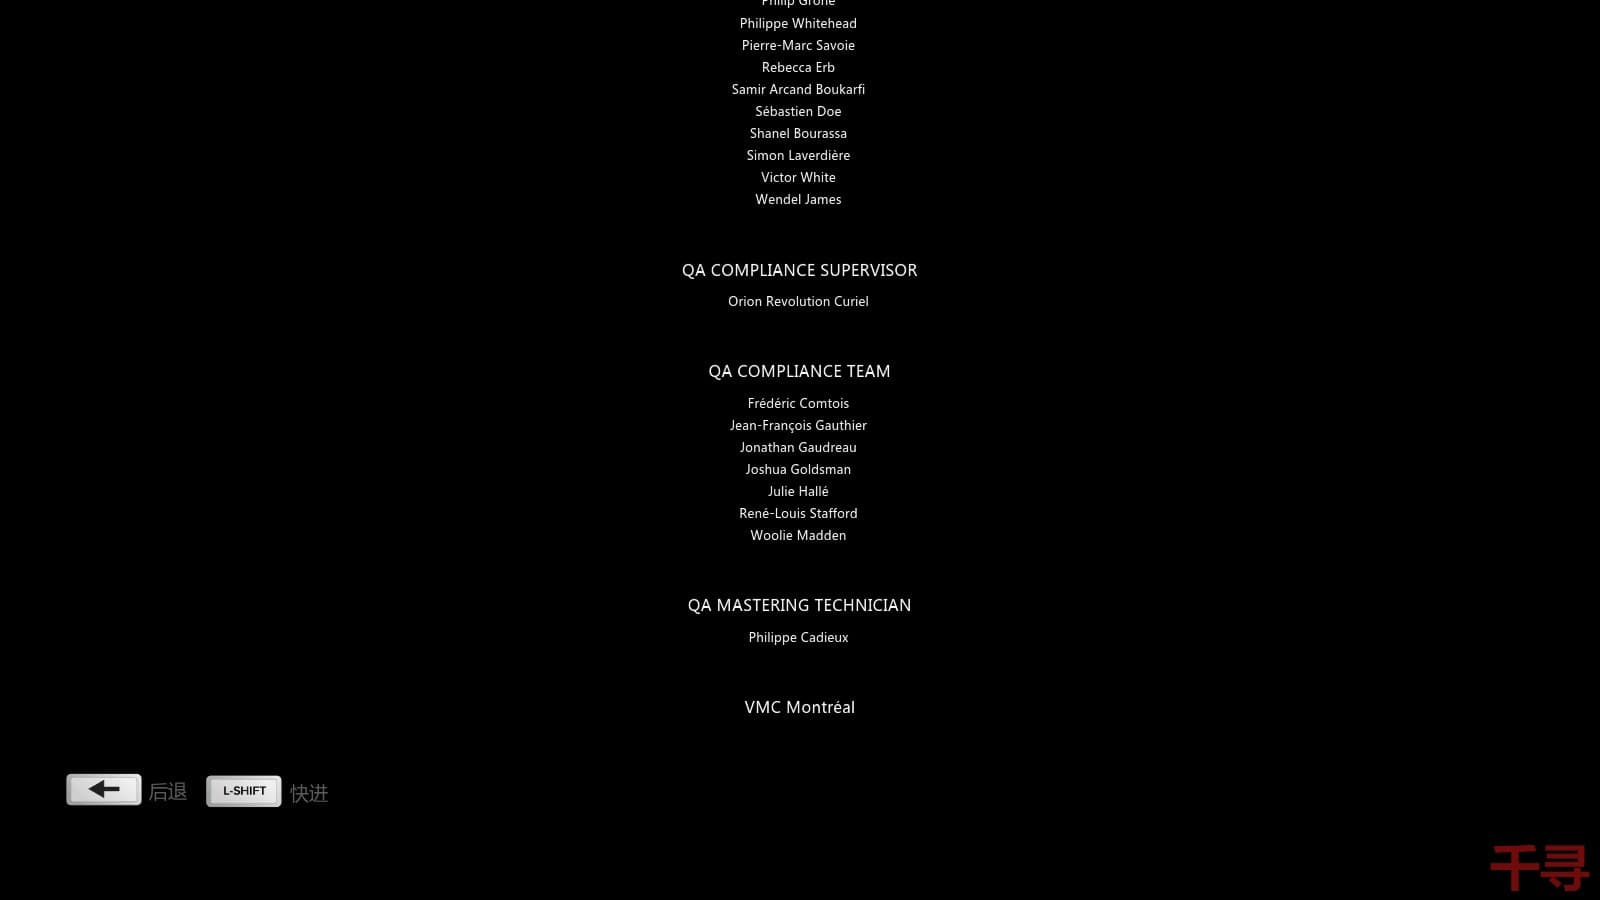 Philip Grohe
Philippe Whitehead
Pierre-Marc Savoie
Rebecca Erb
Samir Arcand Boukarfi
Sébastien Doe
Shanel Bourassa
Simon Laverdière
Victor White
Wendel James
QA COMPLIANCE SUPERVISOR
Orion Revolution Curiel
QA COMPLIANCE TEAM
Frédéric Comtois
Jean-François Gauthier
Jonathan Gaudreau
Joshua Goldsman
Julie Hallé
René-Louis Stafford
Woolie Madden
QA MASTERING TECHNICIAN
Philippe Cadieux
VMC Montréal
后退 L-SHIFT 快进
千寻